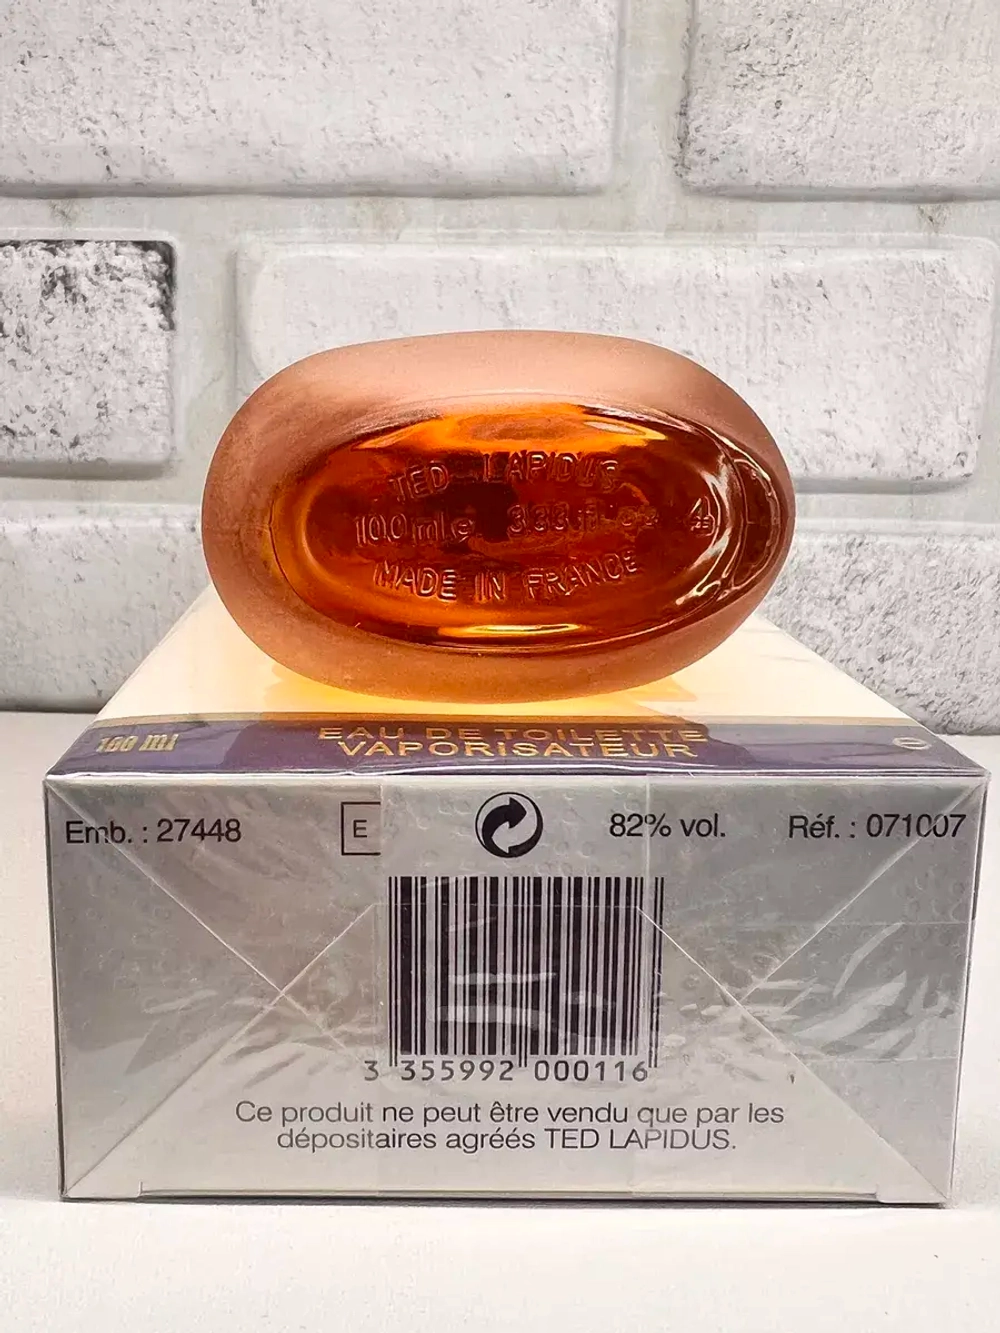 TED LAPIDUS
100 ml e 3.33 fl oz 4
MADE IN FRANCE
100 ml
EAU DE TOILETTE
VAPORISATEUR
Emb. : 27448
E
82% vol.
Réf. : 071007
3 355992 000116
Ce produit ne peut être vendu que par les
dépositaires agréés TED LAPIDUS.